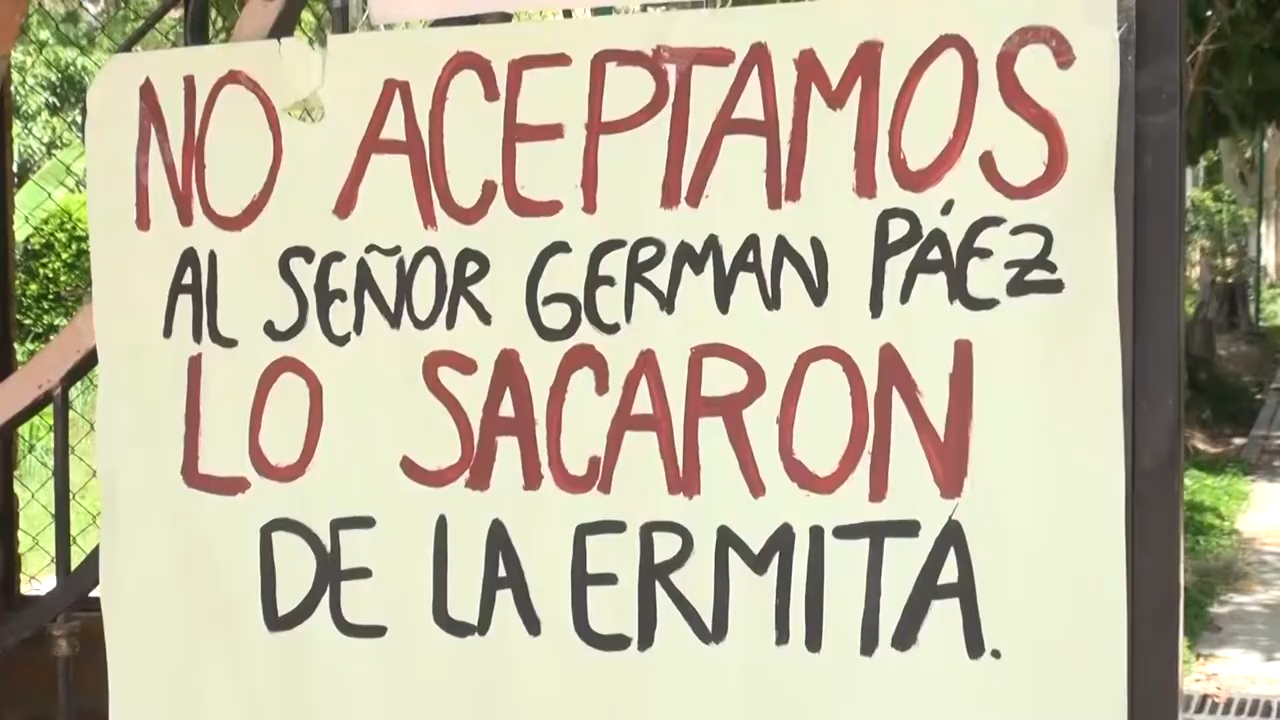 NO ACEPTAMOS
AL SEÑOR GERMAN PÁEZ
LO SACARON
DE LA ERMITA.